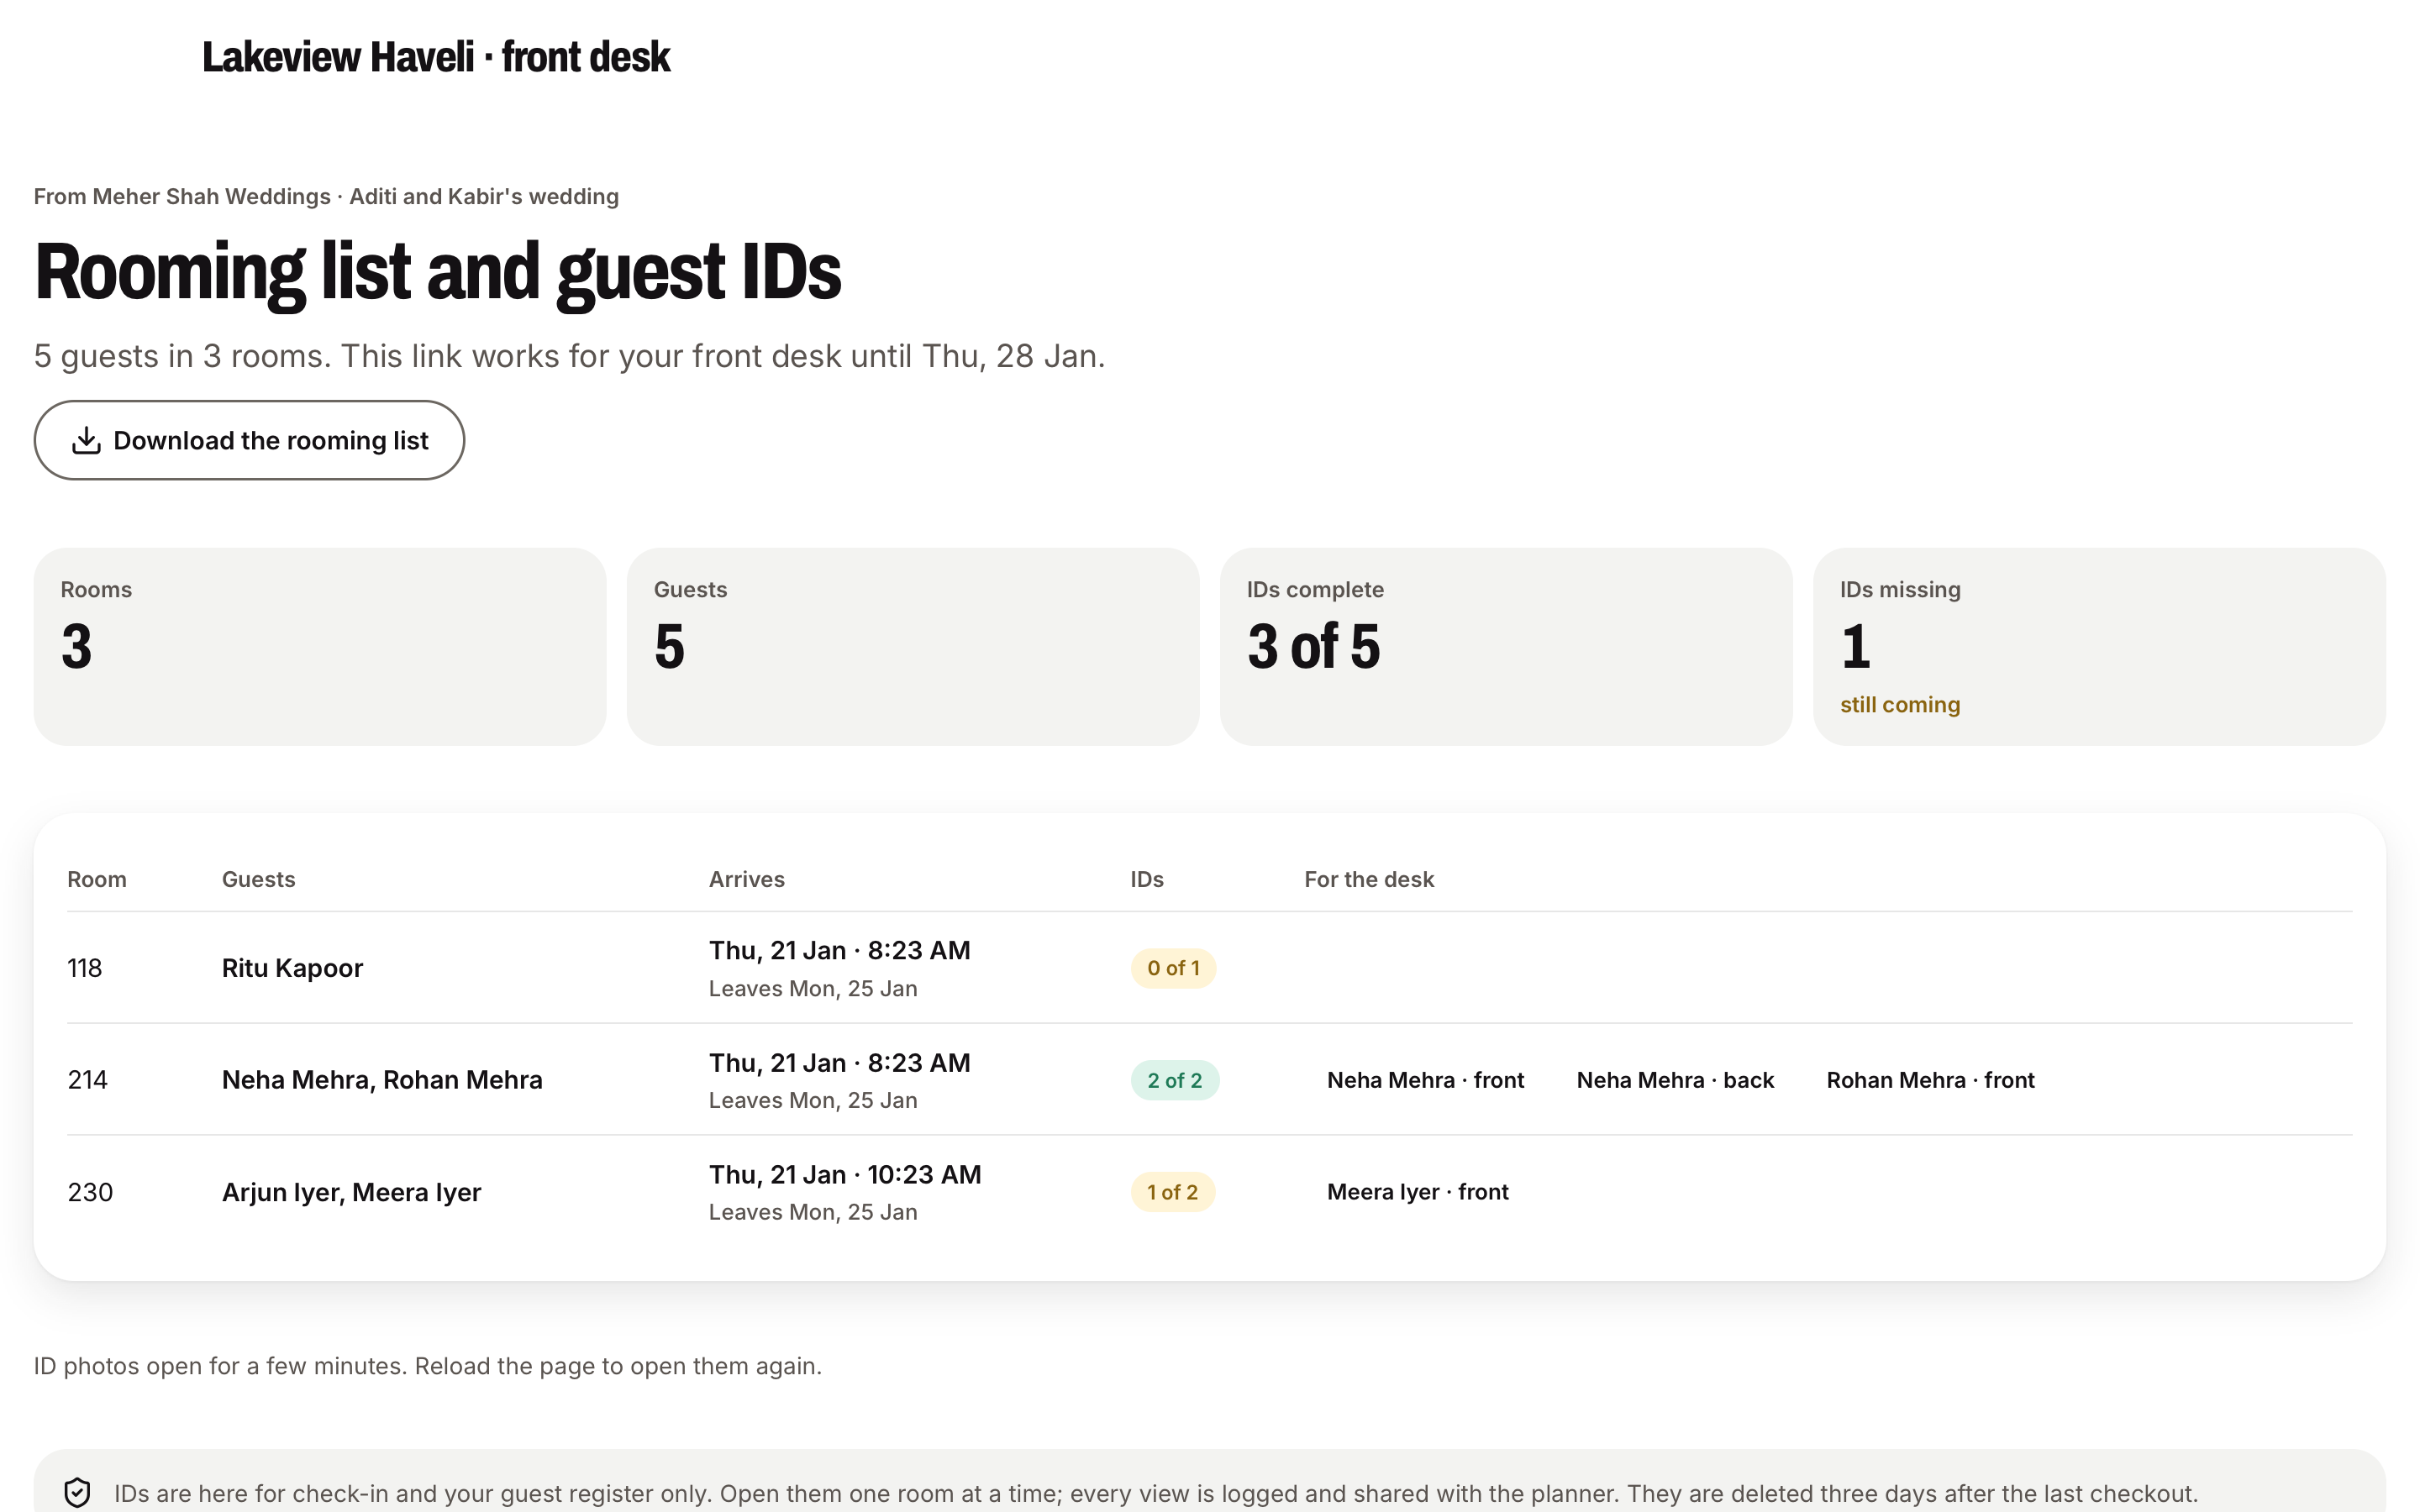 Lakeview Haveli · front desk
From Meher Shah Weddings · Aditi and Kabir's wedding
Rooming list and guest IDs
5 guests in 3 rooms. This link works for your front desk until Thu, 28 Jan.
Download the rooming list
Rooms
3
Guests
5
IDs complete
3 of 5
IDs missing
1
still coming
Room Guests Arrives IDs For the desk
118 Ritu Kapoor Thu, 21 Jan · 8:23 AM 0 of 1
Leaves Mon, 25 Jan
214 Neha Mehra, Rohan Mehra Thu, 21 Jan · 8:23 AM 2 of 2 Neha Mehra · front Neha Mehra · back Rohan Mehra · front
Leaves Mon, 25 Jan
230 Arjun Iyer, Meera Iyer Thu, 21 Jan · 10:23 AM 1 of 2 Meera Iyer · front
Leaves Mon, 25 Jan
ID photos open for a few minutes. Reload the page to open them again.
IDs are here for check-in and your guest register only. Open them one room at a time; every view is logged and shared with the planner. They are deleted three days after the last checkout.